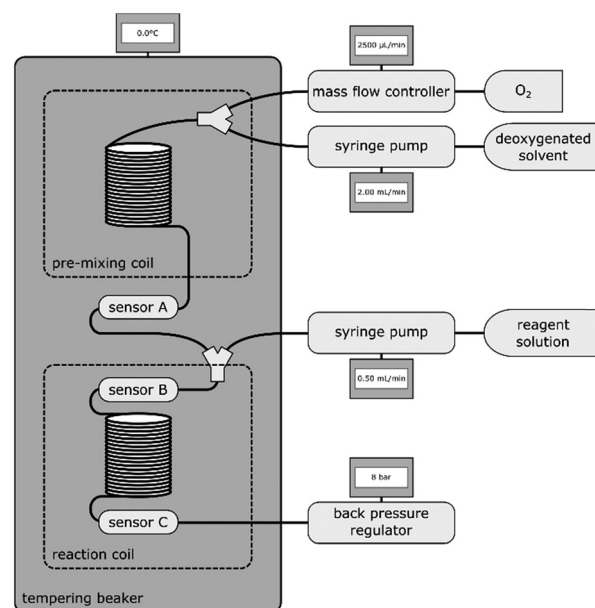 0.0°C
2500 µL/min
mass flow controller
O₂
syringe pump
deoxygenated
solvent
2.00 mL/min
pre-mixing coil
sensor A
syringe pump
reagent
solution
0.50 mL/min
sensor B
8 bar
sensor C
back pressure
regulator
reaction coil
tempering beaker